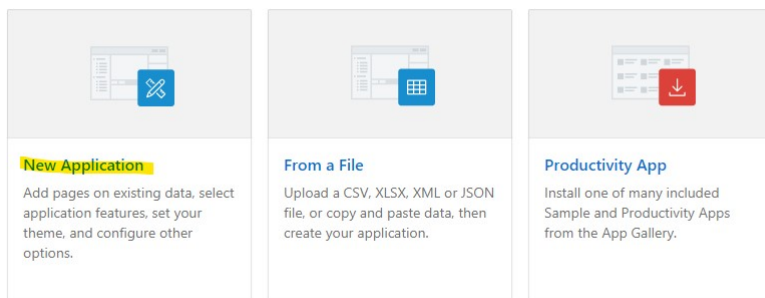 New Application
Add pages on existing data, select
application features, set your
theme, and configure other
options.
From a File
Upload a CSV, XLSX, XML or JSON
file, or copy and paste data, then
create your application.
Productivity App
Install one of many included
Sample and Productivity Apps
from the App Gallery.